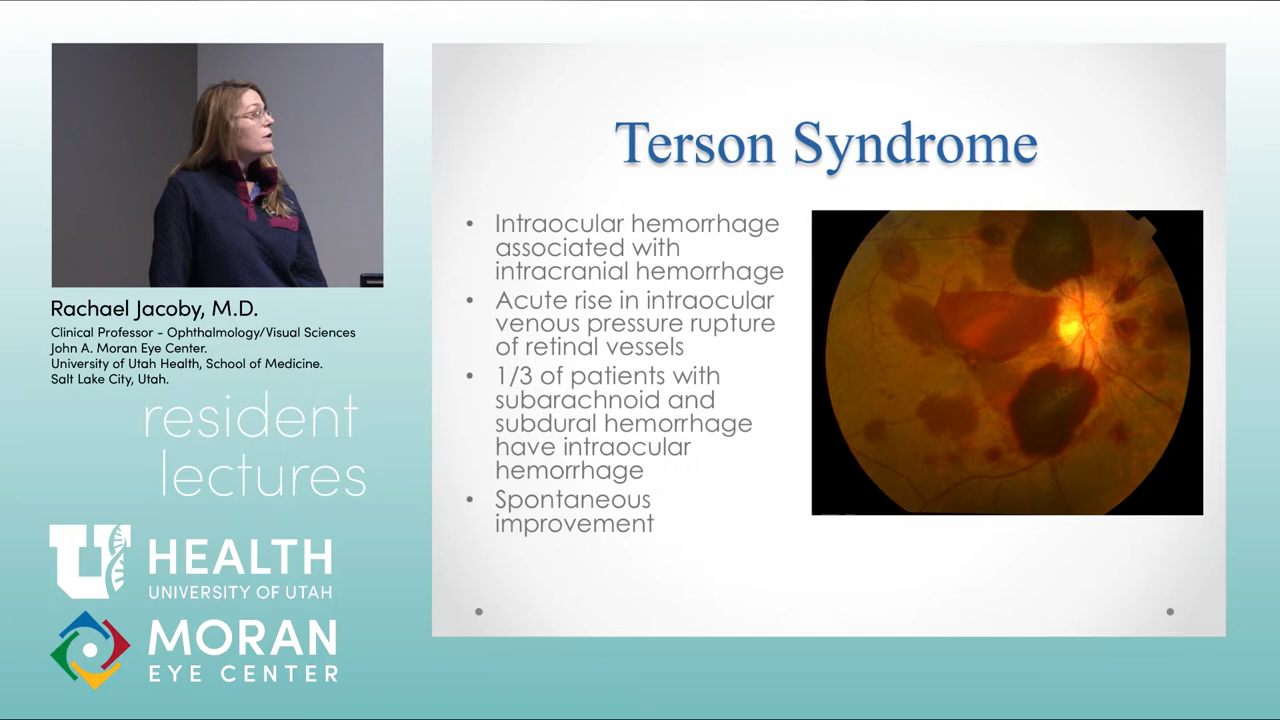 Rachael Jacoby, M.D.
Clinical Professor - Ophthalmology/Visual Sciences
John A. Moran Eye Center.
University of Utah Health, School of Medicine.
Salt Lake City, Utah.
resident
lectures
U HEALTH
UNIVERSITY OF UTAH
MORAN
EYE CENTER
Terson Syndrome
• Intraocular hemorrhage
associated with
intracranial hemorrhage
• Acute rise in intraocular
venous pressure rupture
of retinal vessels
• 1/3 of patients with
subarachnoid and
subdural hemorrhage
have intraocular
hemorrhage
• Spontaneous
improvement